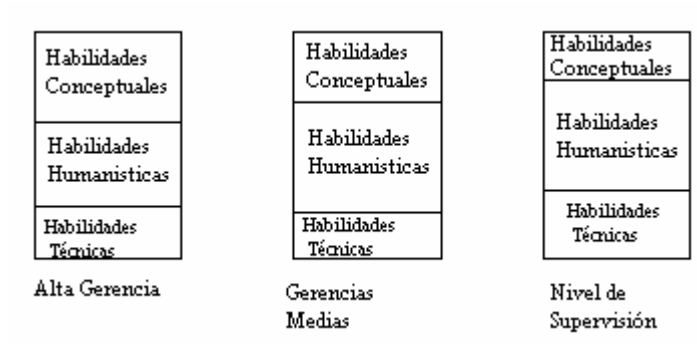 Habilidades
Conceptuales
Habilidades
Humanisticas
Habilidades
Técnicas
Alta Gerencia
Habilidades
Conceptuales
Habilidades
Humanisticas
Habilidades
Técnicas
Gerencias
Medias
Habilidades
Conceptuales
Habilidades
Humanisticas
Habilidades
Técnicas
Nivel de
Supervisión